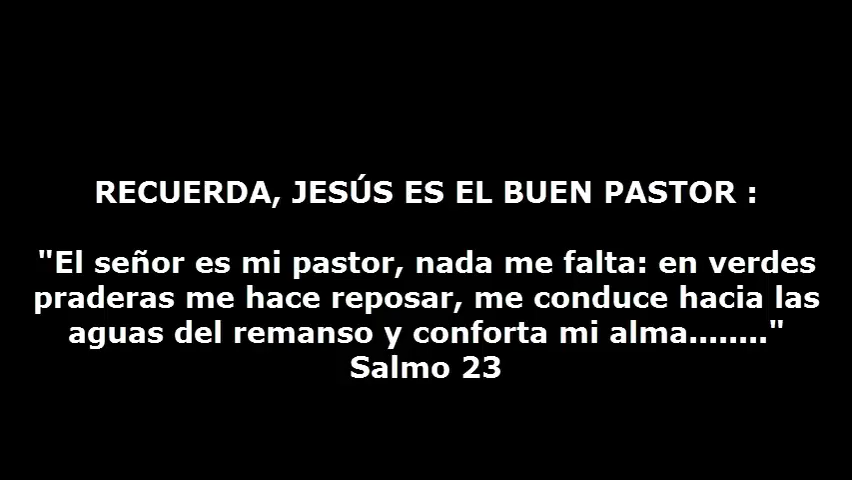 RECUERDA, JESÚS ES EL BUEN PASTOR :
"El señor es mi pastor, nada me falta: en verdes
praderas me hace reposar, me conduce hacia las
aguas del remanso y conforta mi alma........"
Salmo 23